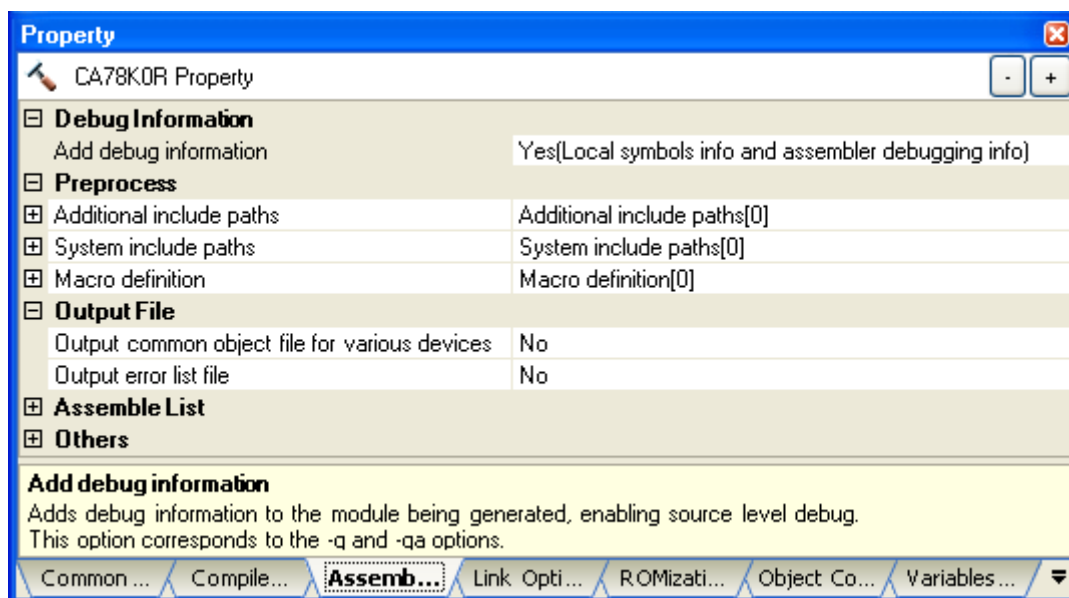 Property
CA78K0R Property
- +
Debug Information
Add debug information Yes(Local symbols info and assembler debugging info)
Preprocess
Additional include paths Additional include paths[0]
System include paths System include paths[0]
Macro definition Macro definition[0]
Output File
Output common object file for various devices No
Output error list file No
Assemble List
Others
Add debug information
Adds debug information to the module being generated, enabling source level debug.
This option corresponds to the -g and -ga options.
Common ... Compile... Assemb... Link Opti... ROMizati... Object Co... Variables ...